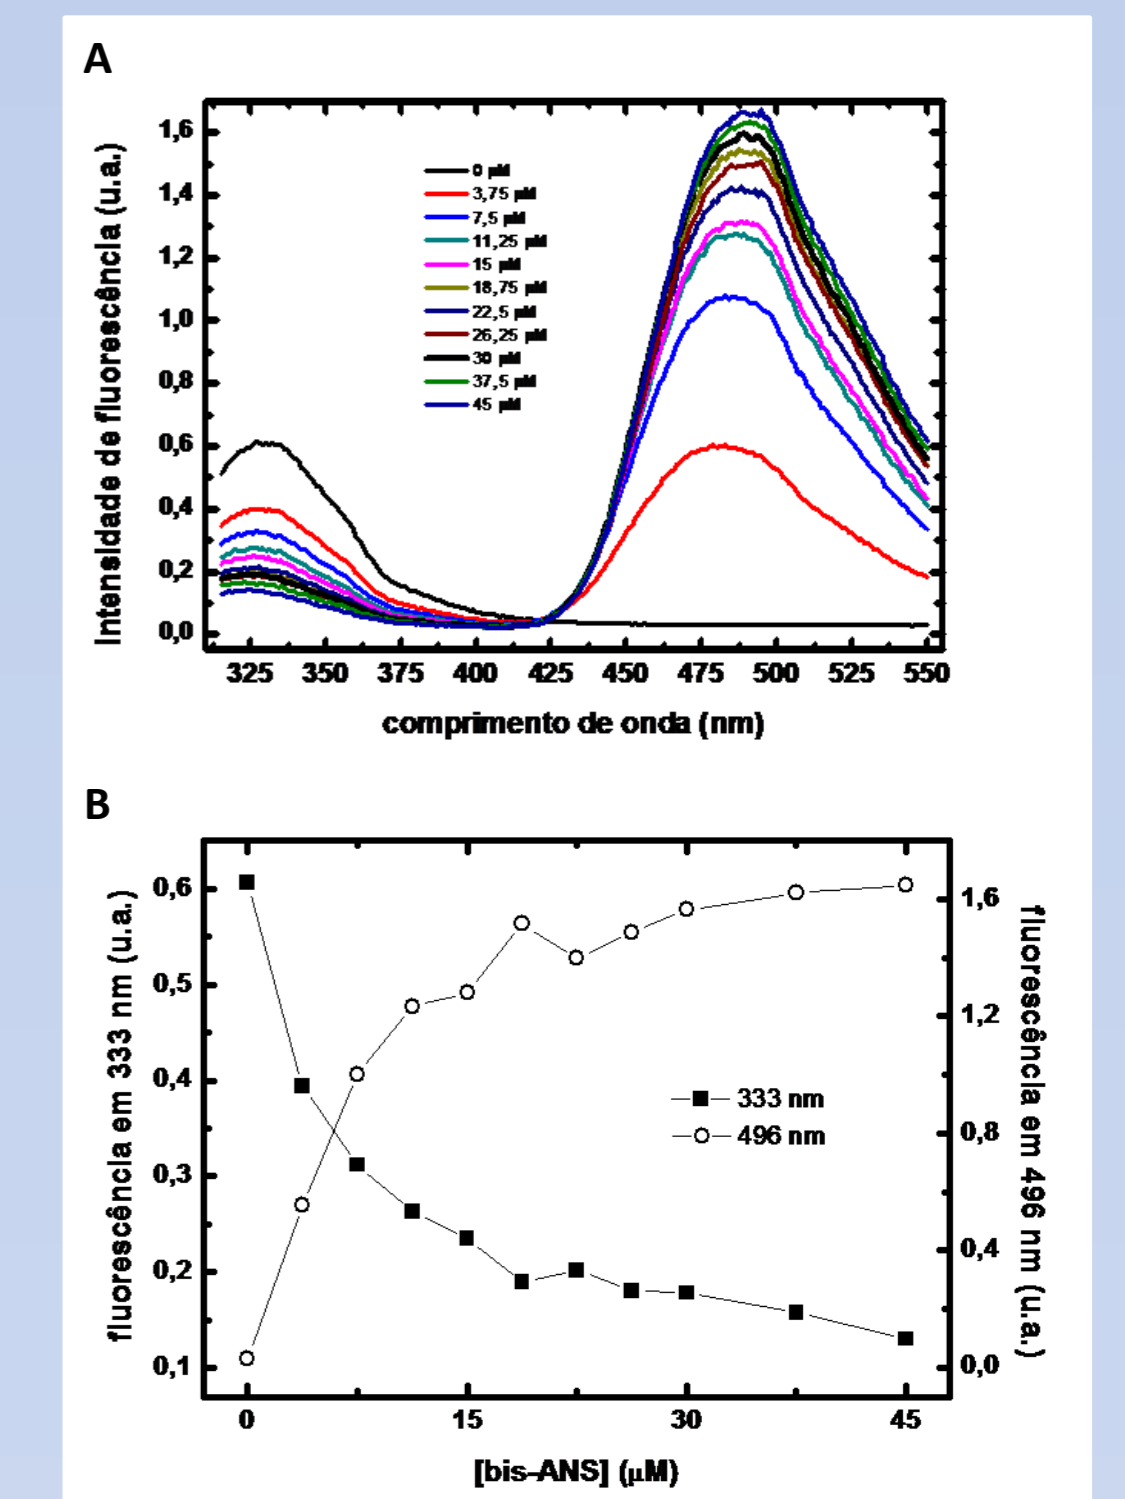 A
Intensidade de fluorescência (u.a.)
1,6
1,4
1,2
1,0
0,8
0,6
0,4
0,2
0,0
0 µM
3,75 µM
7,5 µM
11,25 µM
15 µM
18,75 µM
22,5 µM
26,25 µM
30 µM
37,5 µM
45 µM
325 350 375 400 425 450 475 500 525 550
comprimento de onda (nm)
B
fluorescência em 333 nm (u.a.)
0,6
0,5
0,4
0,3
0,2
0,1
333 nm
496 nm
1,6
1,2
0,8
0,4
0,0
fluorescência em 496 nm (u.a.)
0 15 30 45
[bis-ANS] (µM)